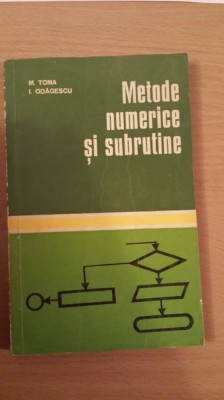 M. TOMA
I. ODĂGESCU
Metode
numerice
și subrutine